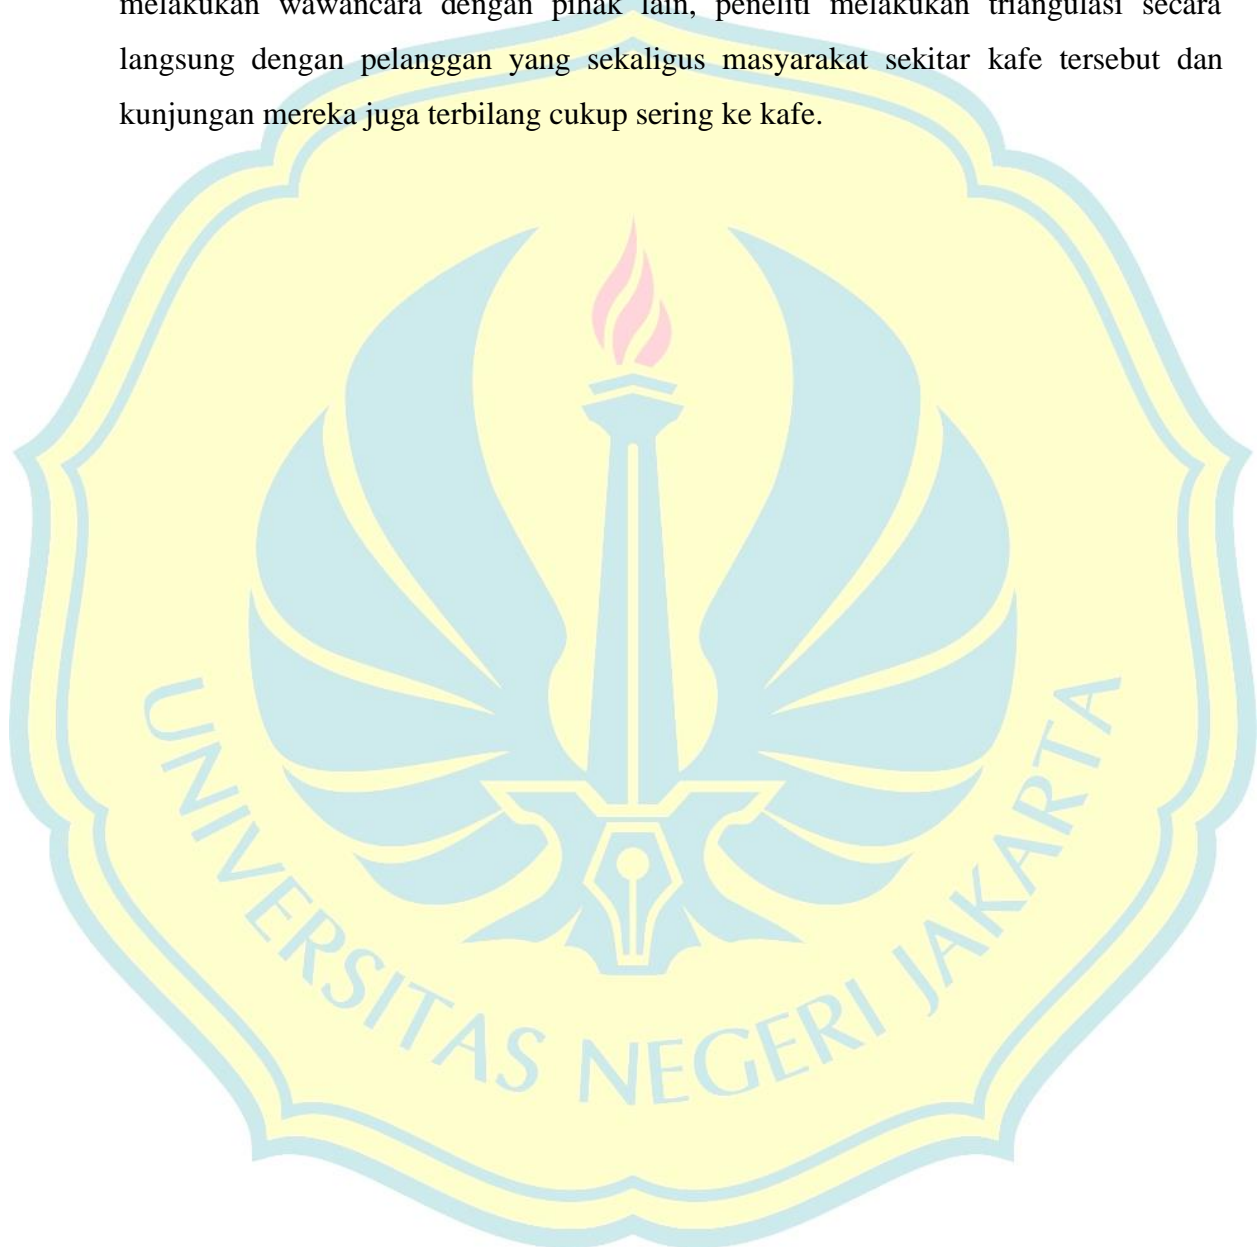 melakukan wawancara dengan pihak lain, peneliti melakukan triangulasi secara
langsung dengan pelanggan yang sekaligus masyarakat sekitar kafe tersebut dan
kunjungan mereka juga terbilang cukup sering ke kafe.
UNIVERSITAS NEGERI JAKARTA